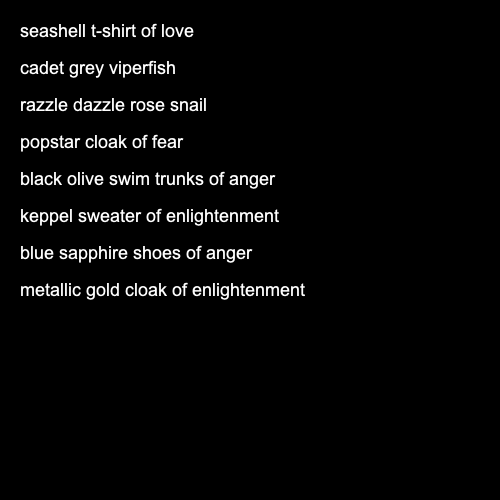 seashell t-shirt of love
cadet grey viperfish
razzle dazzle rose snail
popstar cloak of fear
black olive swim trunks of anger
keppel sweater of enlightenment
blue sapphire shoes of anger
metallic gold cloak of enlightenment